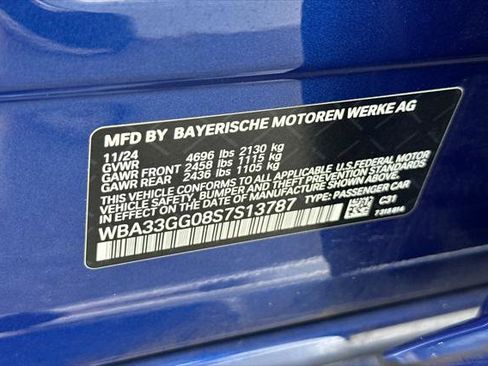 MFD BY BAYERISCHE MOTOREN WERKE AG
11/24 4696 lbs 2130 kg
GVWR
GAWR FRONT 2458 lbs 1115 kg
GAWR REAR 2436 lbs 1105 kg
THIS VEHICLE CONFORMS TO ALL APPLICABLE U.S. FEDERAL MOTOR
VEHICLE SAFETY, BUMPER AND THEFT PREVENTION STANDARDS
IN EFFECT ON THE DATE OF MANUFACTURE SHOWN ABOVE.
WBA33GG08S7S13787 TYPE: PASSENGER CAR
C31